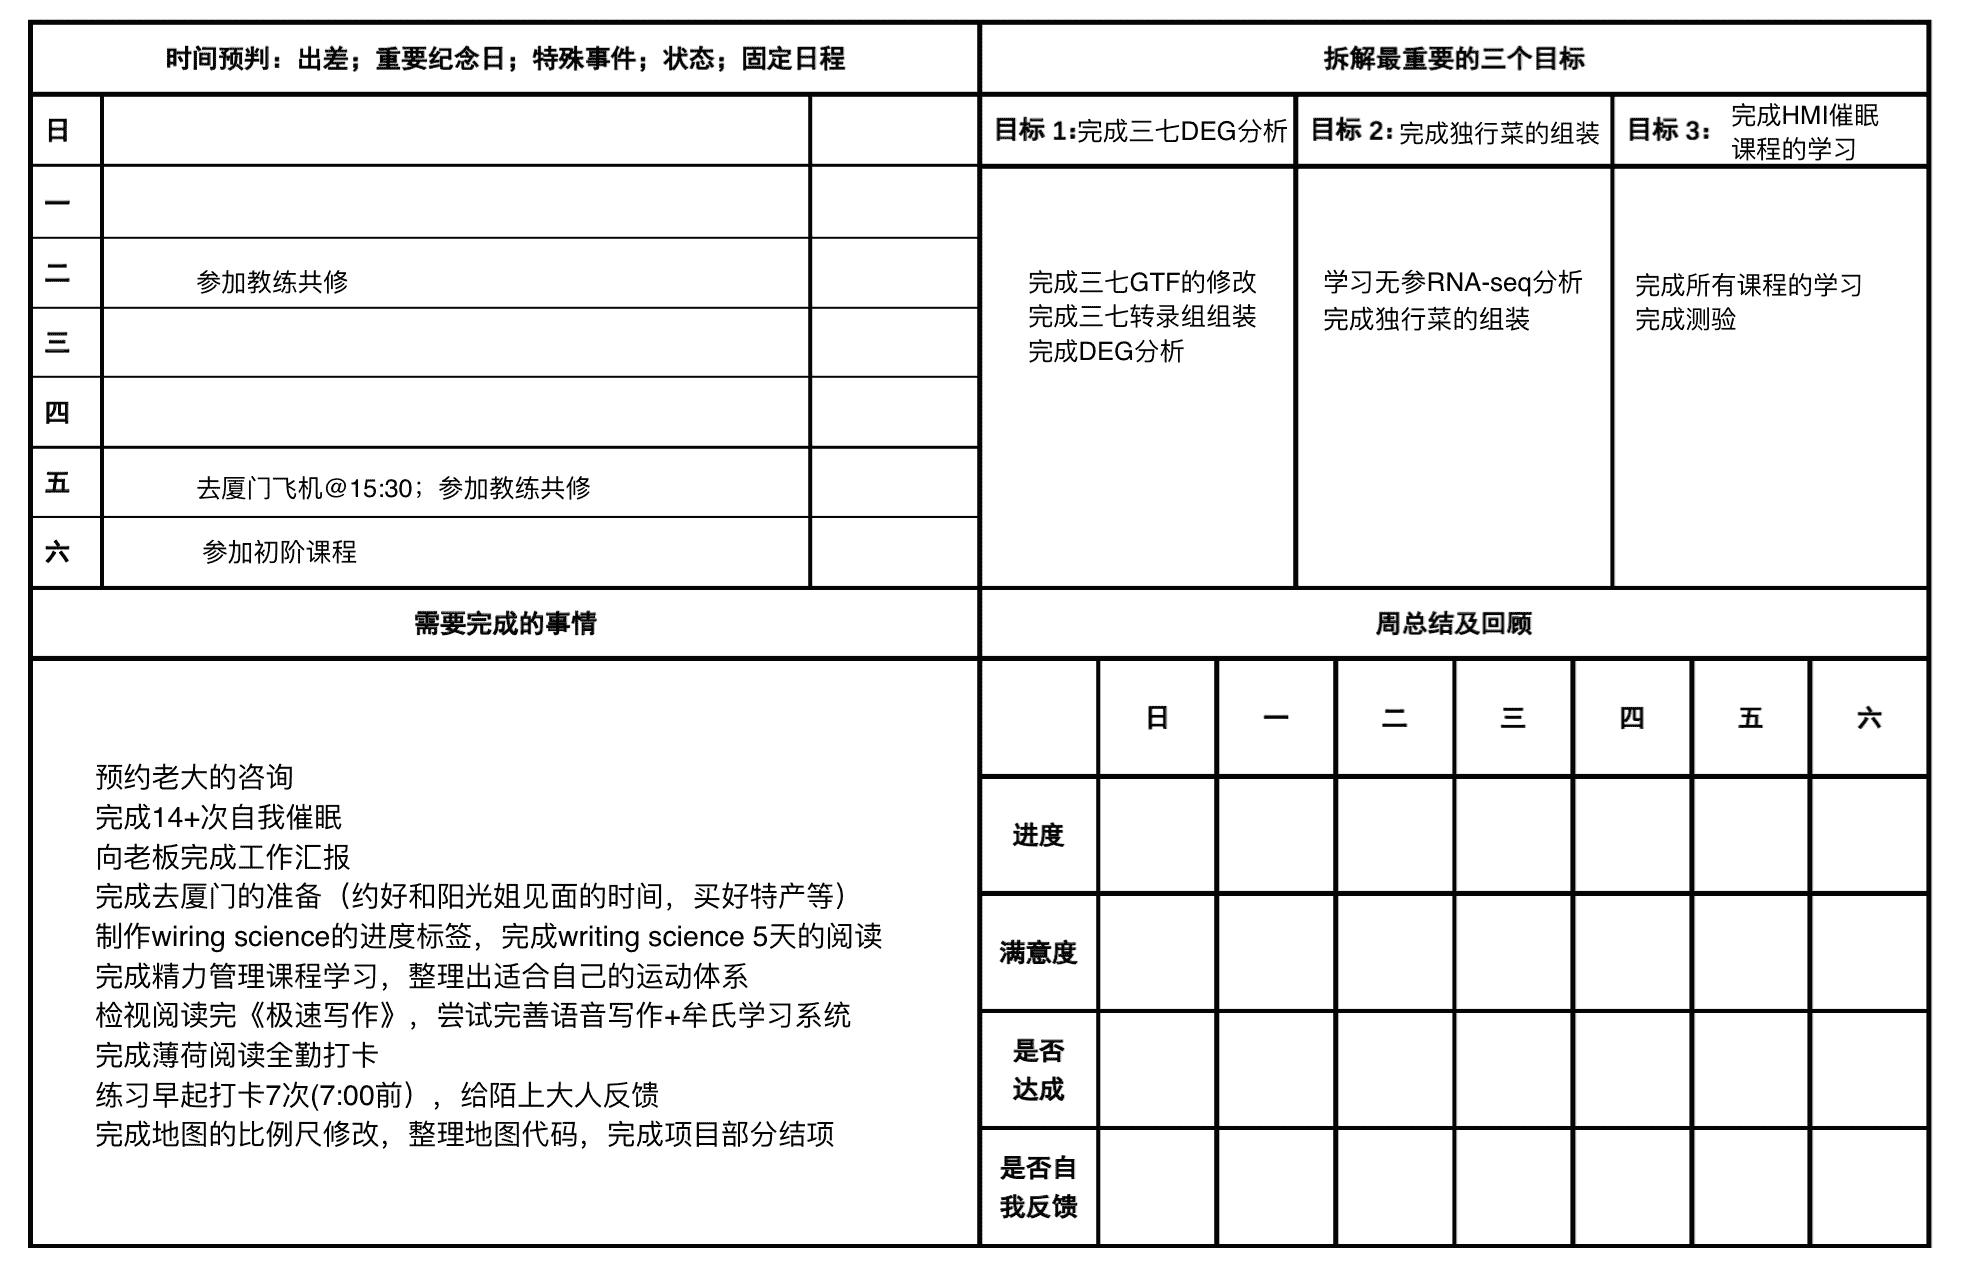 时间预判：出差；重要纪念日；特殊事件；状态；固定日程
日
一
二
参加教练共修
三
四
五
去厦门飞机@15:30；参加教练共修
六
参加初阶课程
拆解最重要的三个目标
目标 1：完成三七DEG分析
完成三七GTF的修改
完成三七转录组组装
完成DEG分析
目标 2：完成独行菜的组装
学习无参RNA-seq分析
完成独行菜的组装
目标 3：完成HMI催眠
课程的学习
完成所有课程的学习
完成测验
需要完成的事情
预约老大的咨询
完成14+次自我催眠
向老板完成工作汇报
完成去厦门的准备（约好和阳光姐见面的时间，买好特产等）
制作wiring science的进度标签，完成writing science 5天的阅读
完成精力管理课程学习，整理出适合自己的运动体系
检视阅读完《极速写作》，尝试完善语音写作+牟氏学习系统
完成薄荷阅读全勤打卡
练习早起打卡7次(7:00前），给陌上大人反馈
完成地图的比例尺修改，整理地图代码，完成项目部分结项
周总结及回顾
日 一 二 三 四 五 六
进度
满意度
是否
达成
是否自
我反馈